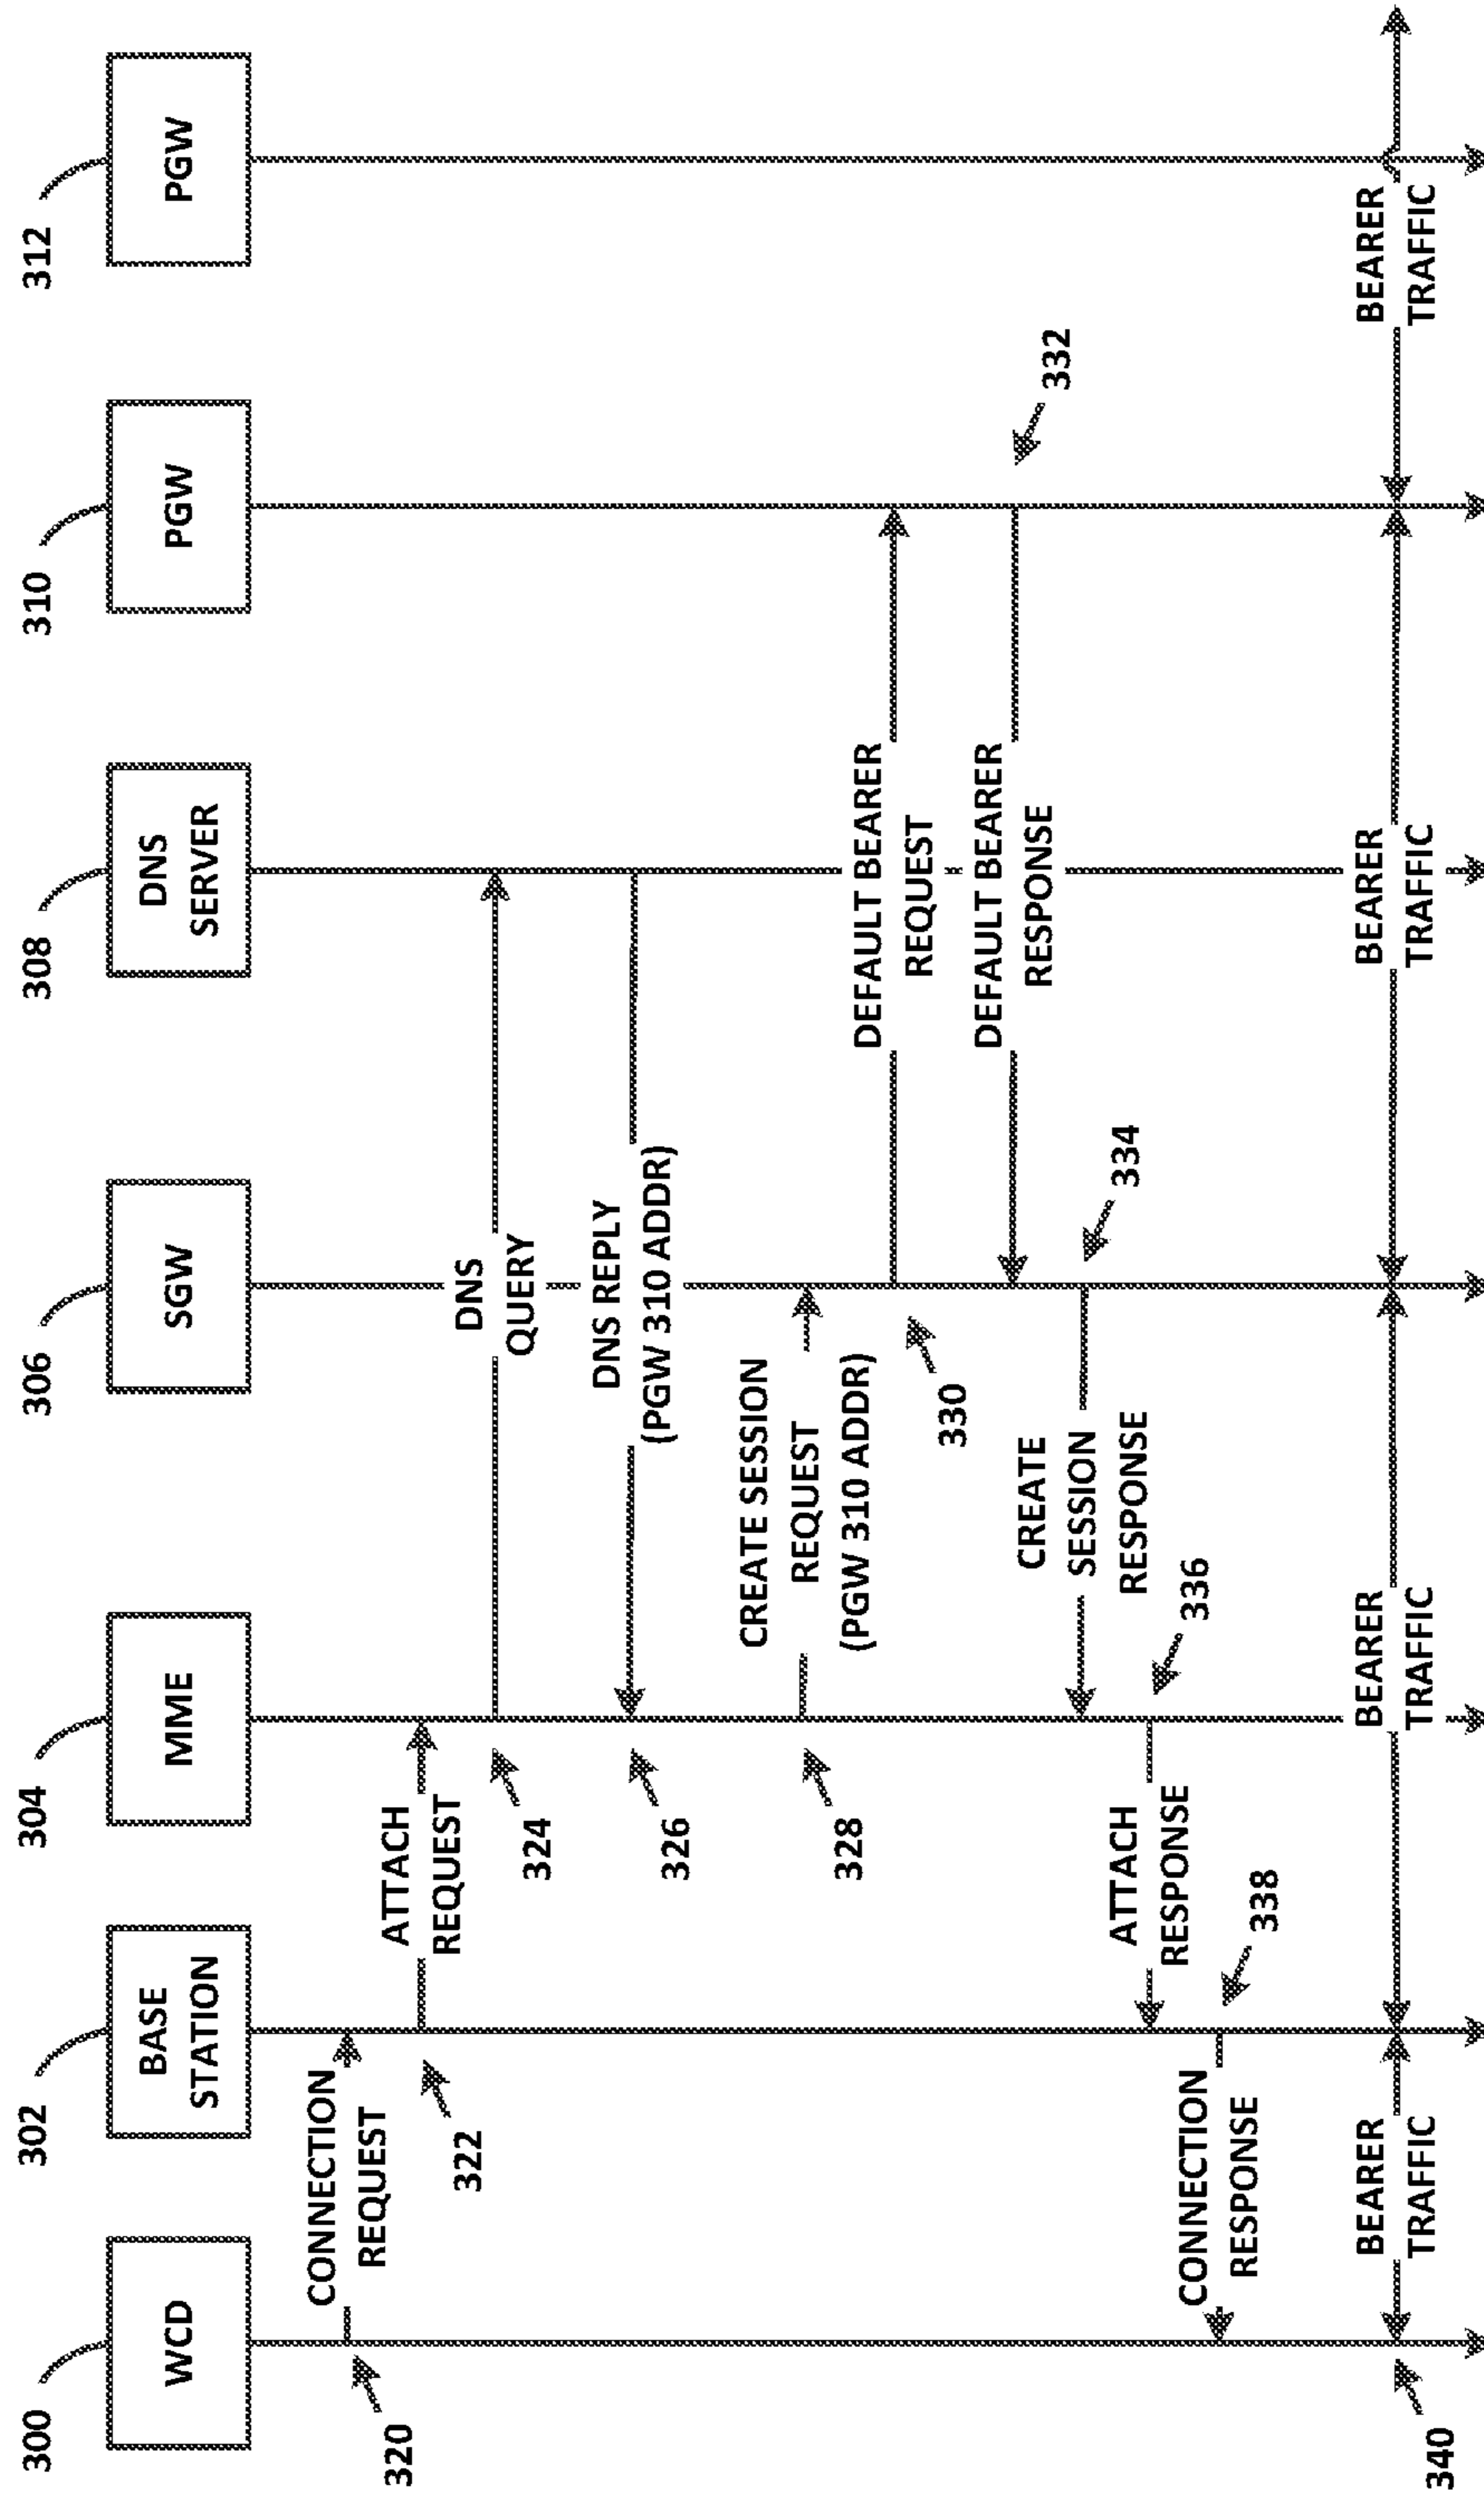 300
302
304
306
308
310
312
WCD
BASE
STATION
MME
SGW
DNS
SERVER
PGW
PGW
320
CONNECTION
REQUEST
322
ATTACH
REQUEST
324
DNS
QUERY
326
DNS REPLY
(PGW 310 ADDR)
328
CREATE SESSION
REQUEST
(PGW 310 ADDR)
330
DEFAULT BEARER
REQUEST
332
DEFAULT BEARER
RESPONSE
334
CREATE
SESSION
RESPONSE
336
ATTACH
RESPONSE
338
CONNECTION
RESPONSE
340
BEARER
TRAFFIC
BEARER
TRAFFIC
BEARER
TRAFFIC
BEARER
TRAFFIC